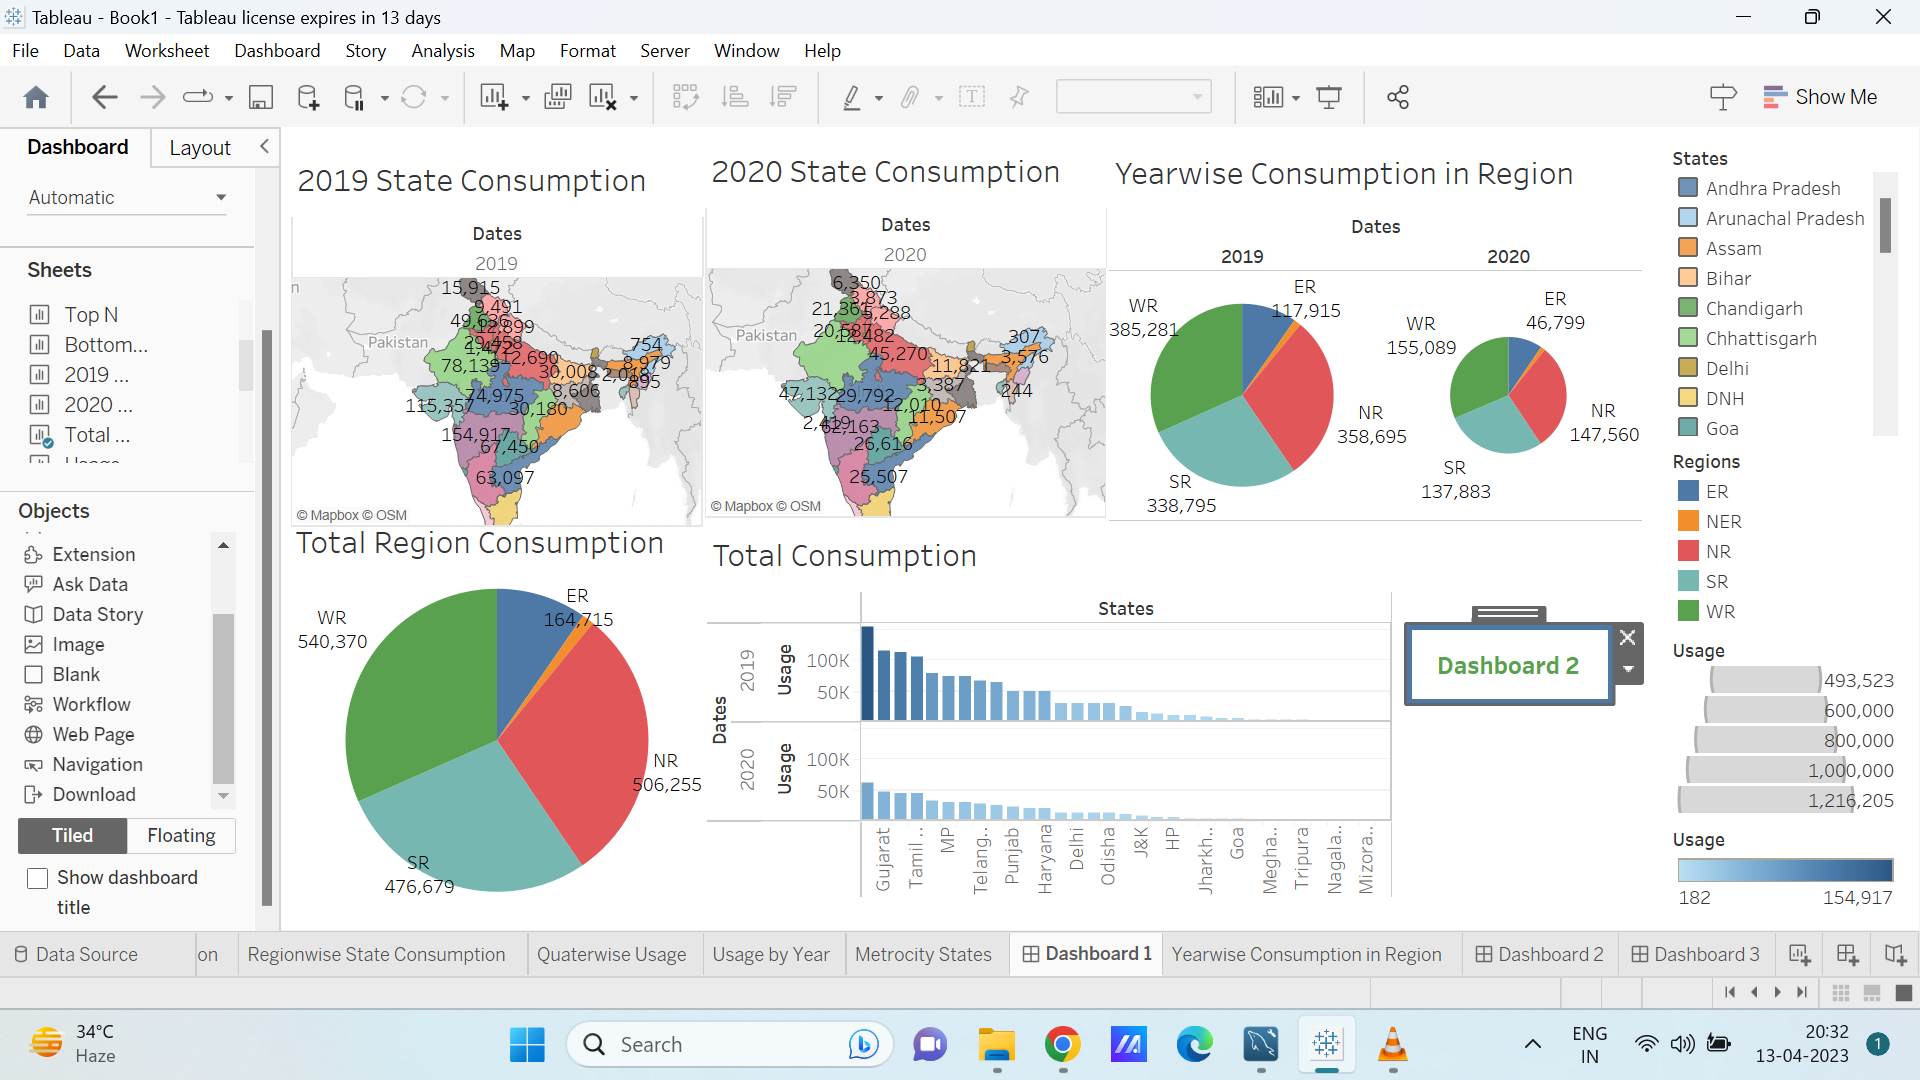 Tableau - Book1 - Tableau license expires in 13 days
File Data Worksheet Dashboard Story Analysis Map Format Server Window Help
Show Me
Dashboard Layout
Automatic
Sheets
Top N
Bottom...
2019 ...
2020 ...
Total ...
Objects
Extension
Ask Data
Data Story
Image
Blank
Workflow
Web Page
Navigation
Download
Tiled Floating
Show dashboard
title
2019 State Consumption
Dates
2019
15,915
9,491
12,899
Pakistan
78,139
112,690
754
8,979
30,008
895
8,606
115,357
74,975
30,180
154,917
67,450
63,097
© Mapbox © OSM
2020 State Consumption
Dates
2020
6,350
3,873
21,361
5,288
20,587
12,482
Pakistan
45,270
307
3,576
11,821
3,387
244
47,132
29,792
12,010
11,507
2,419
62,163
26,616
25,507
© Mapbox © OSM
Yearwise Consumption in Region
Dates
2019 2020
ER
117,915
WR
385,281
NR
358,695
SR
338,795
ER
46,799
WR
155,089
NR
147,560
SR
137,883
Total Region Consumption
ER
164,715
WR
540,370
NR
506,255
SR
476,679
Total Consumption
States
Dates
2019
Usage
100K
50K
2020
Usage
100K
50K
Gujarat
Tamil ..
MP
Telang..
Punjab
Haryana
Delhi
Odisha
J&K
HP
Jharkh..
Goa
Megha..
Tripura
Nagala..
Mizora..
Dashboard 2
States
Andhra Pradesh
Arunachal Pradesh
Assam
Bihar
Chandigarh
Chhattisgarh
Delhi
DNH
Goa
Regions
ER
NER
NR
SR
WR
Usage
493,523
600,000
800,000
1,000,000
1,216,205
Usage
182 154,917
Data Source on Regionwise State Consumption Quaterwise Usage Usage by Year Metrocity States Dashboard 1 Yearwise Consumption in Region Dashboard 2 Dashboard 3
34°C
Haze
Search
ENG
IN
20:32
13-04-2023
1